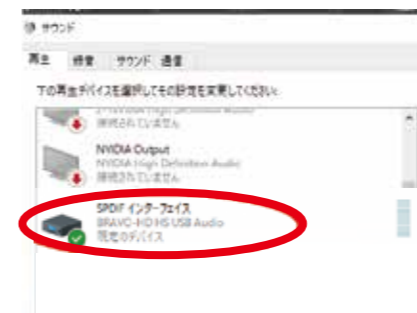 サウンド
再生 録音 サウンド 通信
下の再生デバイスを選択してその設定を変更してください:
NVIDIA High Definition Audio
接続されていません
NVIDIA Output
NVIDIA High Definition Audio
接続されていません
SPDIF インターフェイス
BRAVO-HD HS USB Audio
既定のデバイス